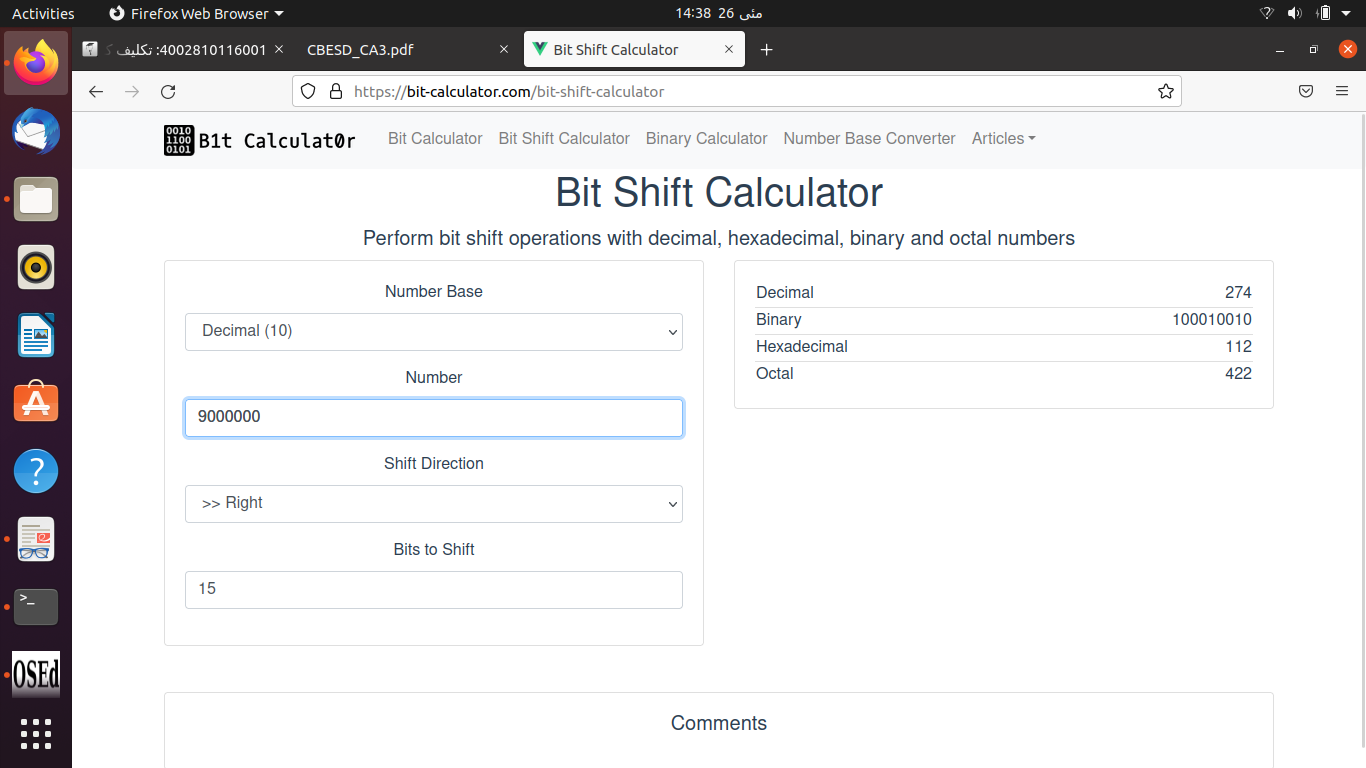 Activities Firefox Web Browser 14:38 26 مئی
4002810116001: تکلیف ک CBESD_CA3.pdf Bit Shift Calculator
https://bit-calculator.com/bit-shift-calculator
0010 1100 0101 B1t Calculat0r Bit Calculator Bit Shift Calculator Binary Calculator Number Base Converter Articles
Bit Shift Calculator
Perform bit shift operations with decimal, hexadecimal, binary and octal numbers
Number Base
Decimal (10)
Number
9000000
Shift Direction
>> Right
Bits to Shift
15
Decimal 274
Binary 100010010
Hexadecimal 112
Octal 422
OSEd
Comments